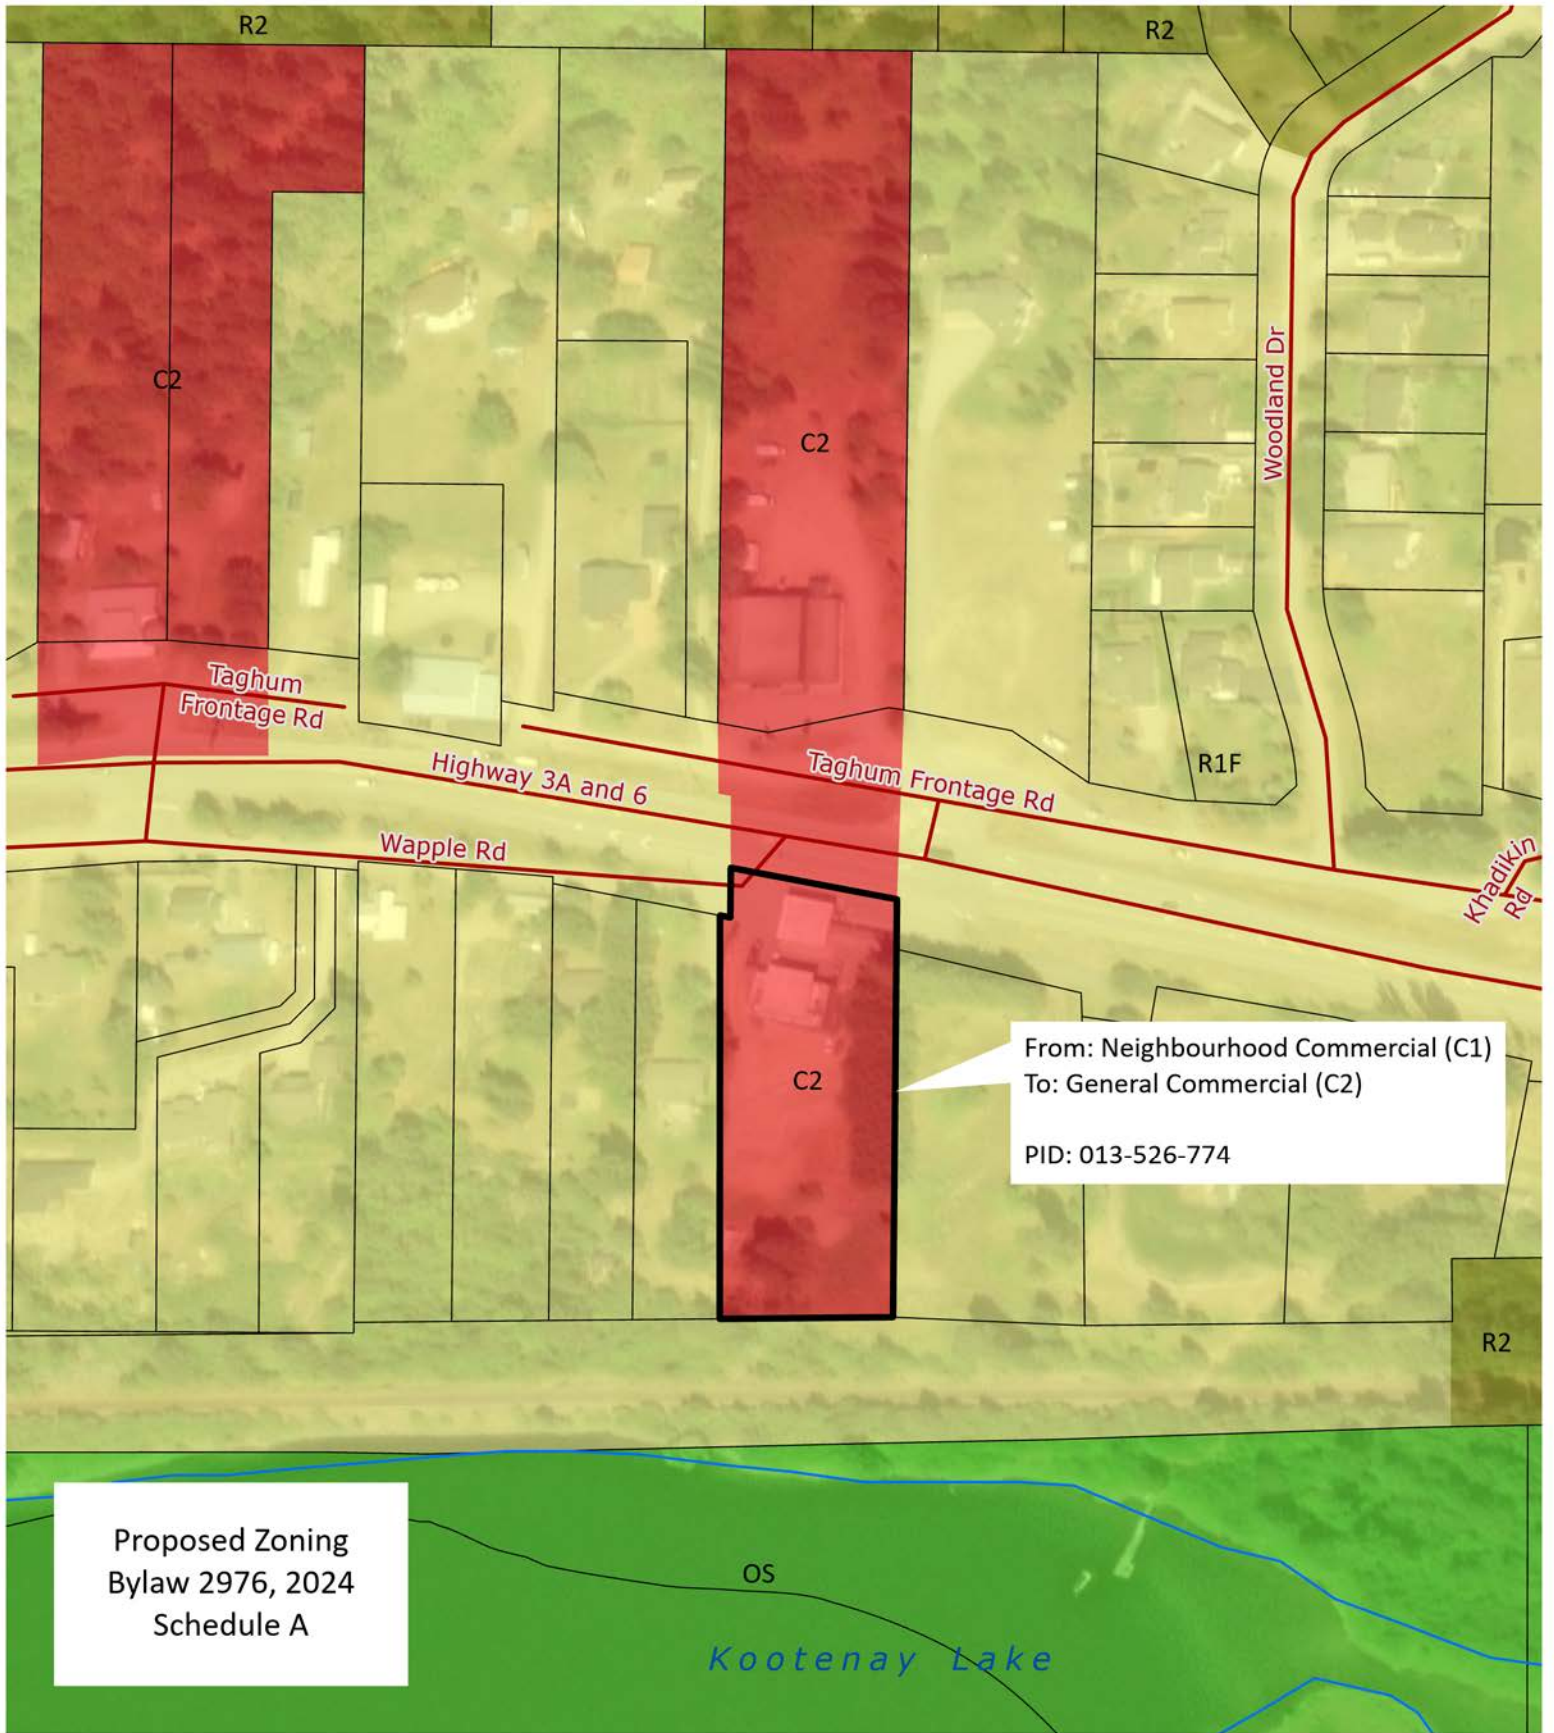 R2
R2
Woodland Dr
C2
C2
Taghum
Frontage Rd
Highway 3A and 6
Taghum Frontage Rd
R1F
Wapple Rd
Khadikin
Rd
From: Neighbourhood Commercial (C1)
To: General Commercial (C2)
PID: 013-526-774
C2
R2
Proposed Zoning
Bylaw 2976, 2024
Schedule A
OS
Kootenay Lake